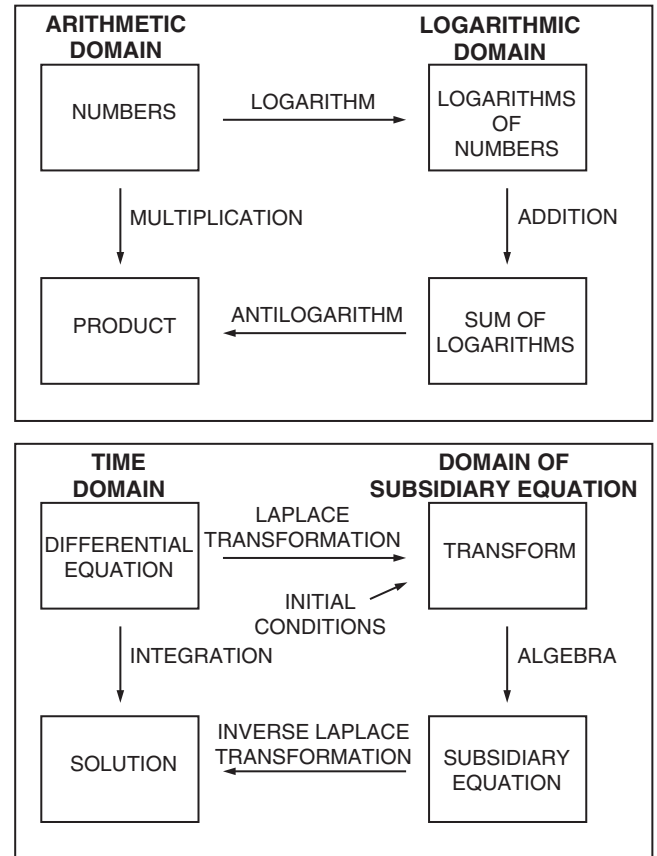 ARITHMETIC
DOMAIN
LOGARITHMIC
DOMAIN
NUMBERS
LOGARITHM
LOGARITHMS
OF
NUMBERS
MULTIPLICATION
ADDITION
PRODUCT
ANTILOGARITHM
SUM OF
LOGARITHMS
TIME
DOMAIN
DOMAIN OF
SUBSIDIARY EQUATION
DIFFERENTIAL
EQUATION
LAPLACE
TRANSFORMATION
TRANSFORM
INITIAL
CONDITIONS
INTEGRATION
ALGEBRA
SOLUTION
INVERSE LAPLACE
TRANSFORMATION
SUBSIDIARY
EQUATION